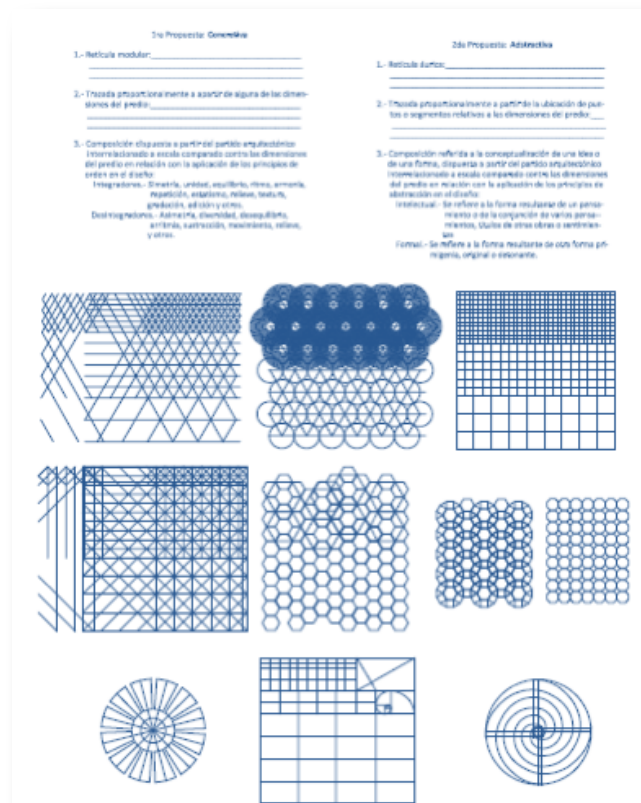 1ra Propuesta: Concretiva
1.- Retícula modular:
2.- Trazada proporcionalmente a apartir de alguna de las dimen-
siones del predio:
3.- Composición dispuesta a partir del partido arquitectónico
interrelacionado a escala comparado contra las dimensiones
del predio en relación con la aplicación de los principios de
orden en el diseño:
Integradores.- Simetría, unidad, equilibrio, ritmo, armonía,
repetición, estatismo, relieve, textura,
gradación, adición y otros.
Desintegradores.- Asimetría, diversidad, desequilibrio,
arritmia, sustracción, movimiento, relieve,
y otros.
2da Propuesta: Abstractiva
1.- Retícula
2.- Trazada proporcionalmente a partir de la ubicación de pun-
tos o segmentos relativos a las dimensiones del predio:
3.- Composición referida a la conceptualización de una idea o
de una forma, dispuesta a partir del partido arquitectónico
interrelacionado a escala comparado contra las dimensiones
del predio en relación con la aplicación de los principios de
abstracción en el diseño:
Intelectual.- Se refiere a la forma resultante de un pensa-
miento o de la conjunción de varios pensa-
mientos, títulos de otras obras o sentimien-
tos
Formal.- Se refiere a la forma resultante de otra forma pri-
migenia, original o detonante.